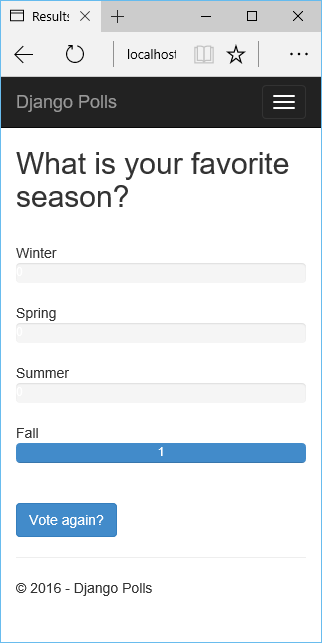 Results
localhost
Django Polls
What is your favorite
season?
Winter
0
Spring
0
Summer
0
Fall
1
Vote again?
© 2016 - Django Polls